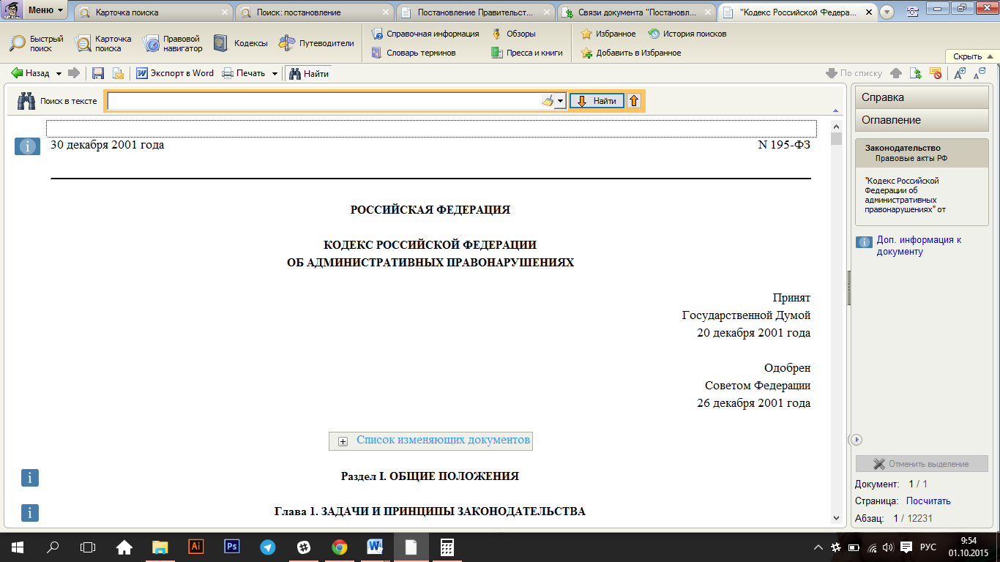 Меню
Карточка поиска
Поиск: постановление
Постановление Правительст...
Связи документа "Постановл...
"Кодекс Российской Федера...
Быстрый поиск
Карточка поиска
Правовой навигатор
Кодексы
Путеводители
Справочная информация
Словарь терминов
Обзоры
Пресса и книги
Избранное
Добавить в Избранное
История поисков
Скрыть
Назад
Экспорт в Word
Печать
Найти
По списку
Поиск в тексте
Найти
30 декабря 2001 года N 195-ФЗ
РОССИЙСКАЯ ФЕДЕРАЦИЯ
КОДЕКС РОССИЙСКОЙ ФЕДЕРАЦИИ
ОБ АДМИНИСТРАТИВНЫХ ПРАВОНАРУШЕНИЯХ
Принят
Государственной Думой
20 декабря 2001 года
Одобрен
Советом Федерации
26 декабря 2001 года
Список изменяющих документов
Раздел I. ОБЩИЕ ПОЛОЖЕНИЯ
Глава 1. ЗАДАЧИ И ПРИНЦИПЫ ЗАКОНОДАТЕЛЬСТВА
Справка
Оглавление
Законодательство
Правовые акты РФ
"Кодекс Российской
Федерации об
административных
правонарушениях" от
Доп. информация к
документу
Отменить выделение
Документ: 1 / 1
Страница: Посчитать
Абзац: 1 / 12231
Ai
Ps
РУС
9:54
01.10.2015